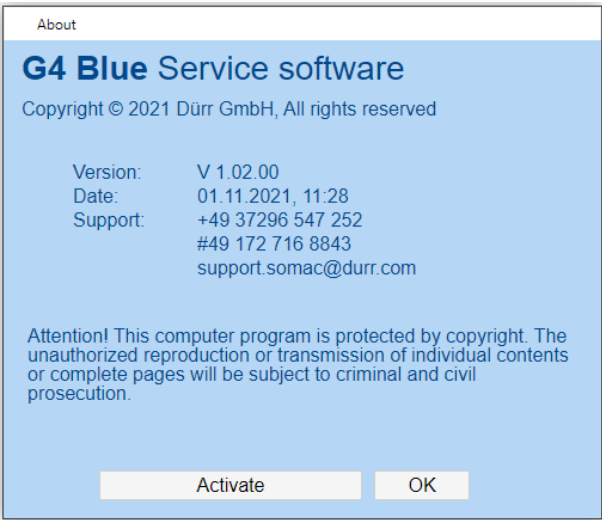 About
G4 Blue Service software
Copyright © 2021 Dürr GmbH, All rights reserved
Version: V 1.02.00
Date: 01.11.2021, 11:28
Support: +49 37296 547 252
#49 172 716 8843
support.somac@durr.com
Attention! This computer program is protected by copyright. The
unauthorized reproduction or transmission of individual contents
or complete pages will be subject to criminal and civil
prosecution.
Activate OK